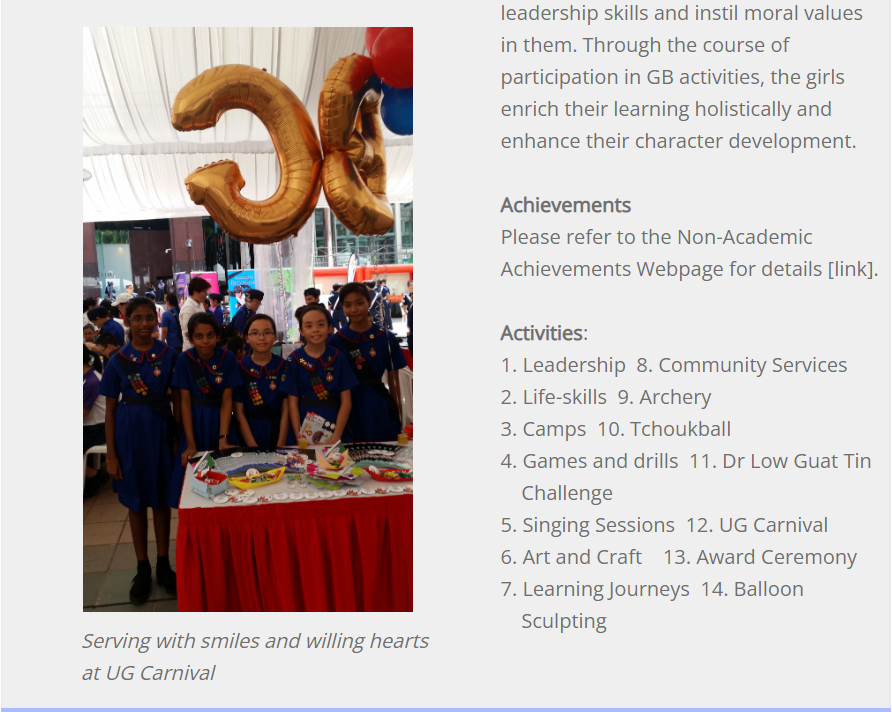 leadership skills and instil moral values
in them. Through the course of
participation in GB activities, the girls
enrich their learning holistically and
enhance their character development.
Achievements
Please refer to the Non-Academic
Achievements Webpage for details [link].
Activities:
1. Leadership 8. Community Services
2. Life-skills 9. Archery
3. Camps 10. Tchoukball
4. Games and drills 11. Dr Low Guat Tin
Challenge
5. Singing Sessions 12. UG Carnival
6. Art and Craft 13. Award Ceremony
7. Learning Journeys 14. Balloon
Sculpting
Serving with smiles and willing hearts
at UG Carnival